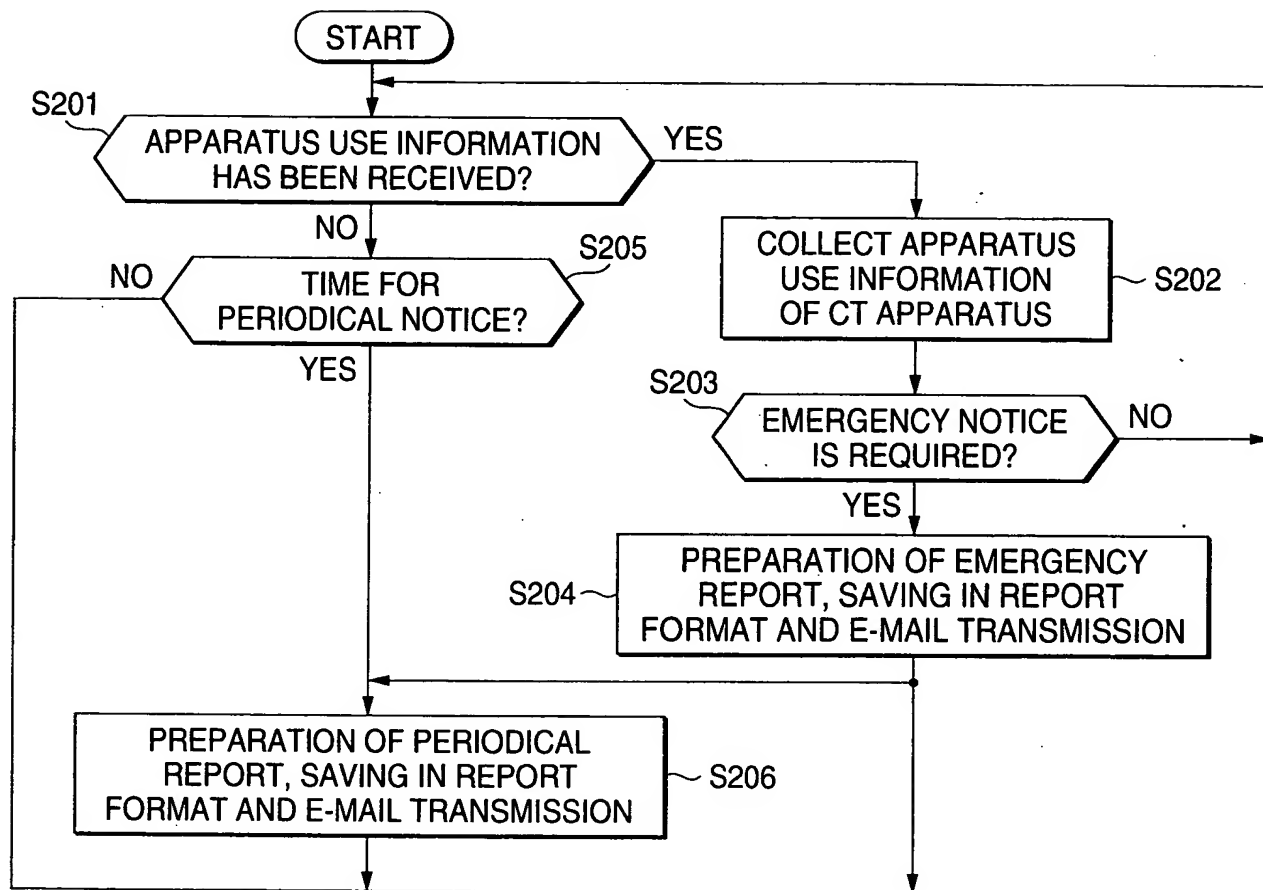 START
S201
APPARATUS USE INFORMATION
HAS BEEN RECEIVED?
YES
NO
S205
NO
TIME FOR
PERIODICAL NOTICE?
YES
COLLECT APPARATUS
USE INFORMATION
OF CT APPARATUS
S202
S203
EMERGENCY NOTICE
IS REQUIRED?
NO
YES
S204
PREPARATION OF EMERGENCY
REPORT, SAVING IN REPORT
FORMAT AND E-MAIL TRANSMISSION
PREPARATION OF PERIODICAL
REPORT, SAVING IN REPORT
FORMAT AND E-MAIL TRANSMISSION
S206